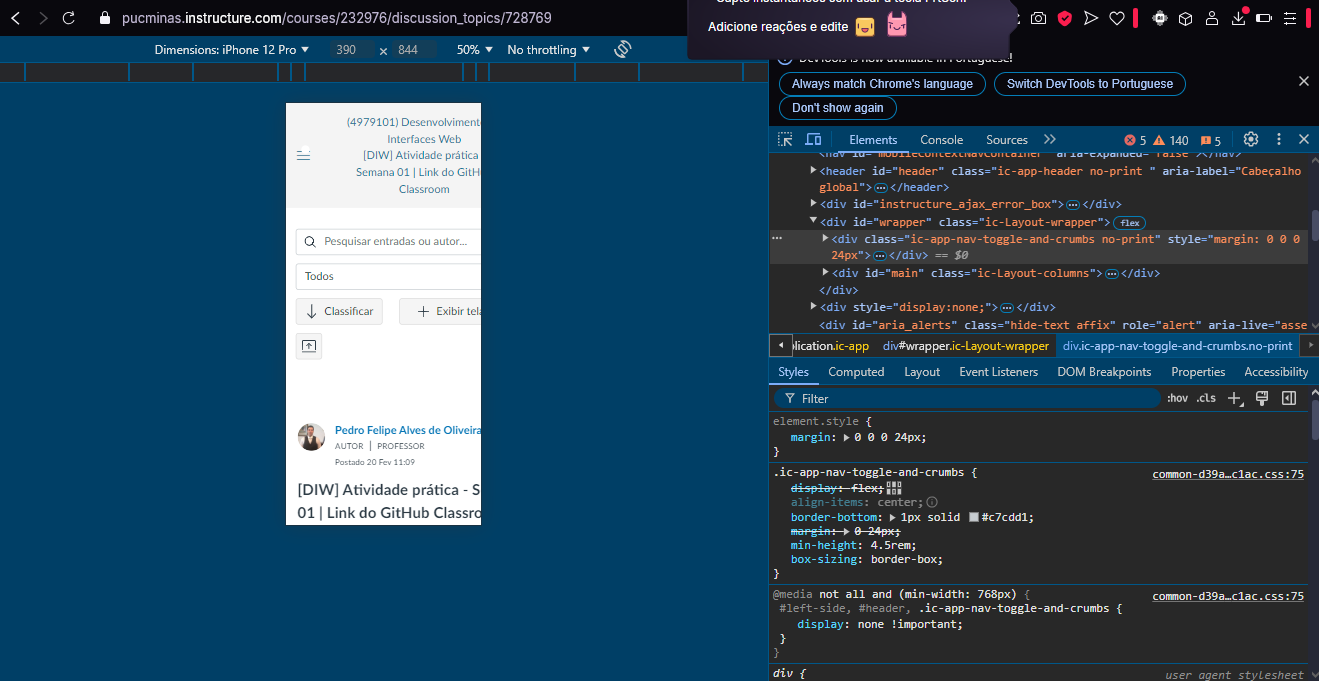 pucminas.instructure.com/courses/232976/discussion_topics/728769
Adicione reações e edite
Dimensions: iPhone 12 Pro ▼ 390 × 844 50% ▼ No throttling ▼
DevTools is now available in Portuguese!
Always match Chrome's language
Switch DevTools to Portuguese
Don't show again
(4979101) Desenvolviment
Interfaces Web
[DIW] Atividade prática
Semana 01 | Link do GitH
Classroom
Pesquisar entradas ou autor...
Todos
Classificar
Exibir tela
Pedro Felipe Alves de Oliveira
AUTOR | PROFESSOR
Postado 20 Fev 11:09
[DIW] Atividade prática - S
01 | Link do GitHub Classro
Elements Console Sources 5 140 5
<nav id="mobileContextNavContainer" aria-expanded="false"></nav>
<header id="header" class="ic-app-header no-print " aria-label="Cabeçalho
global">…</header>
<div id="instructure_ajax_error_box">…</div>
<div id="wrapper" class="ic-Layout-wrapper"> flex
<div class="ic-app-nav-toggle-and-crumbs no-print" style="margin: 0 0 0
24px">…</div> == $0
<div id="main" class="ic-Layout-columns">…</div>
</div>
<div style="display:none;">…</div>
<div id="aria_alerts" class="hide-text affix" role="alert" aria-live="asse
plication.ic-app div#wrapper.ic-Layout-wrapper div.ic-app-nav-toggle-and-crumbs.no-print
Styles Computed Layout Event Listeners DOM Breakpoints Properties Accessibility
Filter :hov .cls
element.style {
margin: 0 0 0 24px;
}
.ic-app-nav-toggle-and-crumbs { common-d39a…c1ac.css:75
display: flex;
align-items: center;
border-bottom: 1px solid #c7cdd1;
margin: 0 24px;
min-height: 4.5rem;
box-sizing: border-box;
}
@media not all and (min-width: 768px) { common-d39a…c1ac.css:75
#left-side, #header, .ic-app-nav-toggle-and-crumbs {
display: none !important;
}
}
div { user agent stylesheet